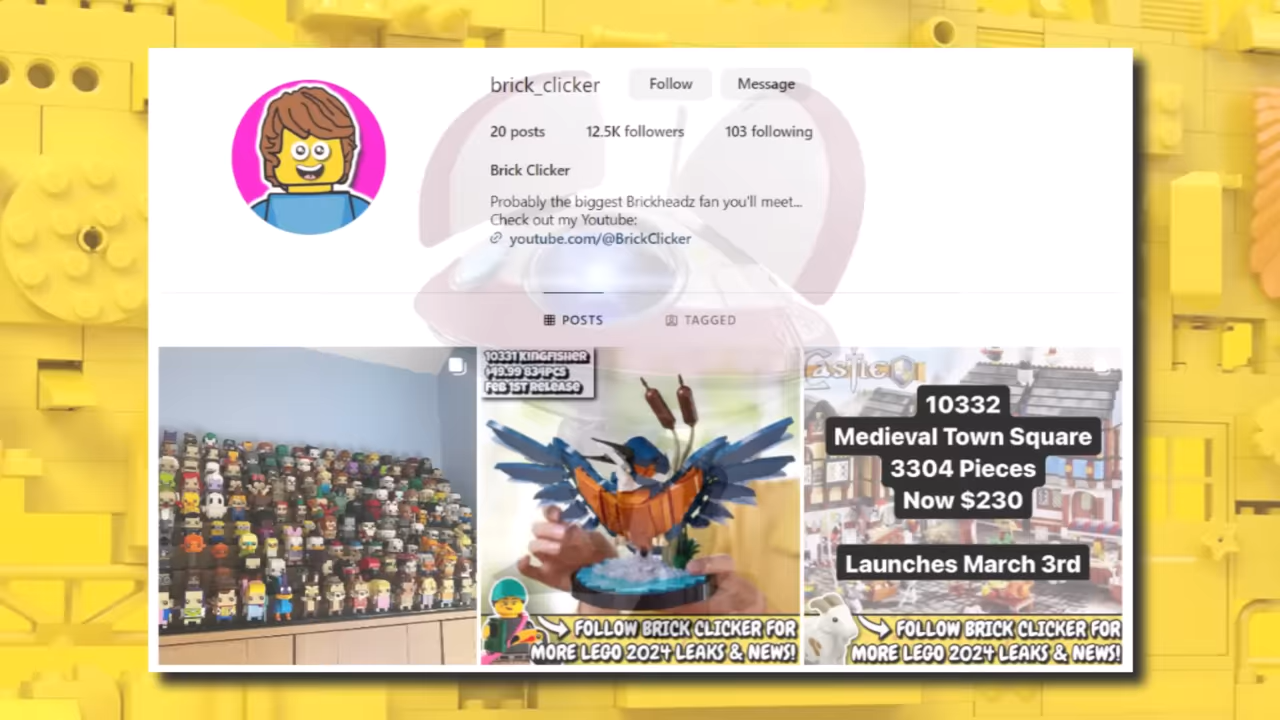 brick_clicker
Follow
Message
20 posts
12.5K followers
103 following
Brick Clicker
Probably the biggest Brickheadz fan you'll meet...
Check out my Youtube:
youtube.com/@BrickClicker
POSTS
TAGGED
10331 KINGFISHER
$49.99 834PCS
FEB 1ST RELEASE
FOLLOW BRICK CLICKER FOR
MORE LEGO 2024 LEAKS & NEWS!
Castle
10332
Medieval Town Square
3304 Pieces
Now $230
Launches March 3rd
FOLLOW BRICK CLICKER FOR
MORE LEGO 2024 LEAKS & NEWS!